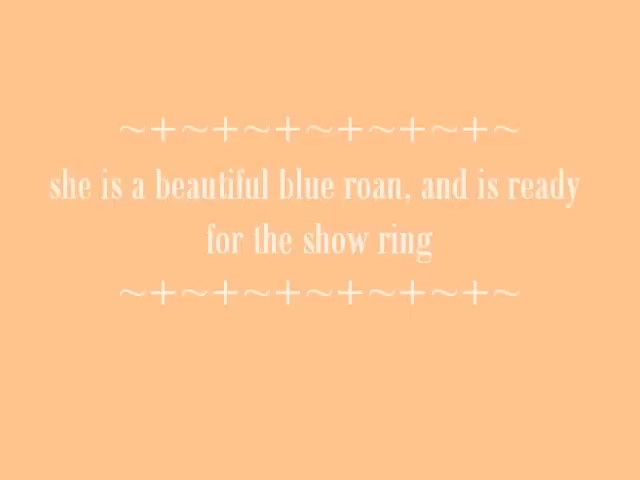 ~+~+~+~+~+~+~
she is a beautiful blue roan, and is ready
for the show ring
~+~+~+~+~+~+~